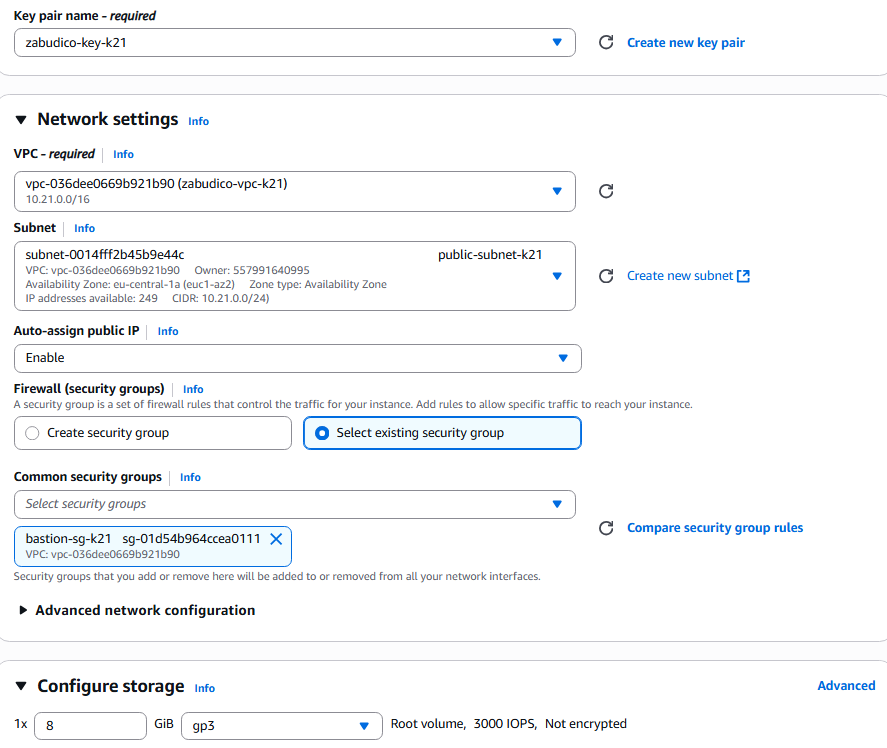 Key pair name - required
zabudico-key-k21
Create new key pair
Network settings Info
VPC - required Info
vpc-036dee0669b921b90 (zabudico-vpc-k21)
10.21.0.0/16
Subnet Info
subnet-0014fff2b45b9e44c public-subnet-k21
VPC: vpc-036dee0669b921b90 Owner: 557991640995
Availability Zone: eu-central-1a (euc1-az2) Zone type: Availability Zone
IP addresses available: 249 CIDR: 10.21.0.0/24)
Create new subnet
Auto-assign public IP Info
Enable
Firewall (security groups) Info
A security group is a set of firewall rules that control the traffic for your instance. Add rules to allow specific traffic to reach your instance.
Create security group Select existing security group
Common security groups Info
Select security groups
bastion-sg-k21 sg-01d54b964ccea0111
VPC: vpc-036dee0669b921b90
Compare security group rules
Security groups that you add or remove here will be added to or removed from all your network interfaces.
Advanced network configuration
Configure storage Info Advanced
1x 8 GiB gp3 Root volume, 3000 IOPS, Not encrypted